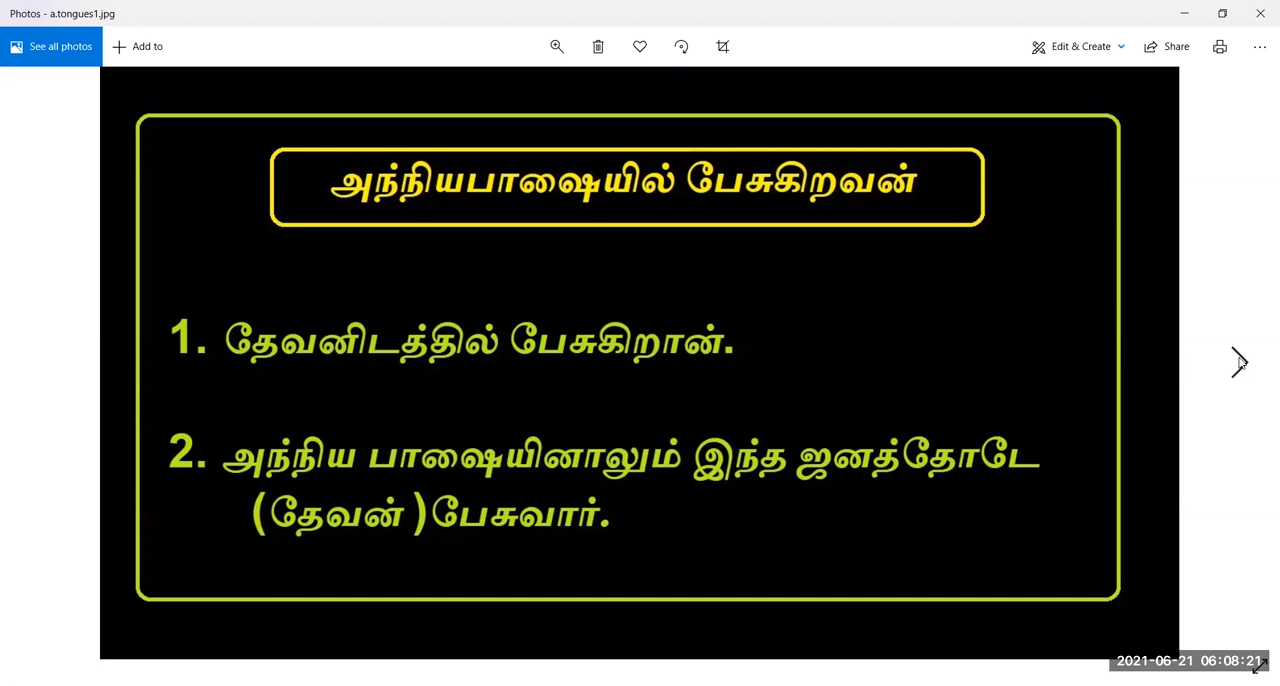 Photos - a.tongues1.jpg
See all photos Add to Edit & Create Share
அந்நியபாஷையில் பேசுகிறவன்
1. தேவனிடத்தில் பேசுகிறான்.
2. அந்நிய பாஷையினாலும் இந்த ஜனத்தோடே
(தேவன் )பேசுவார்.
2021-06-21 06:08:21